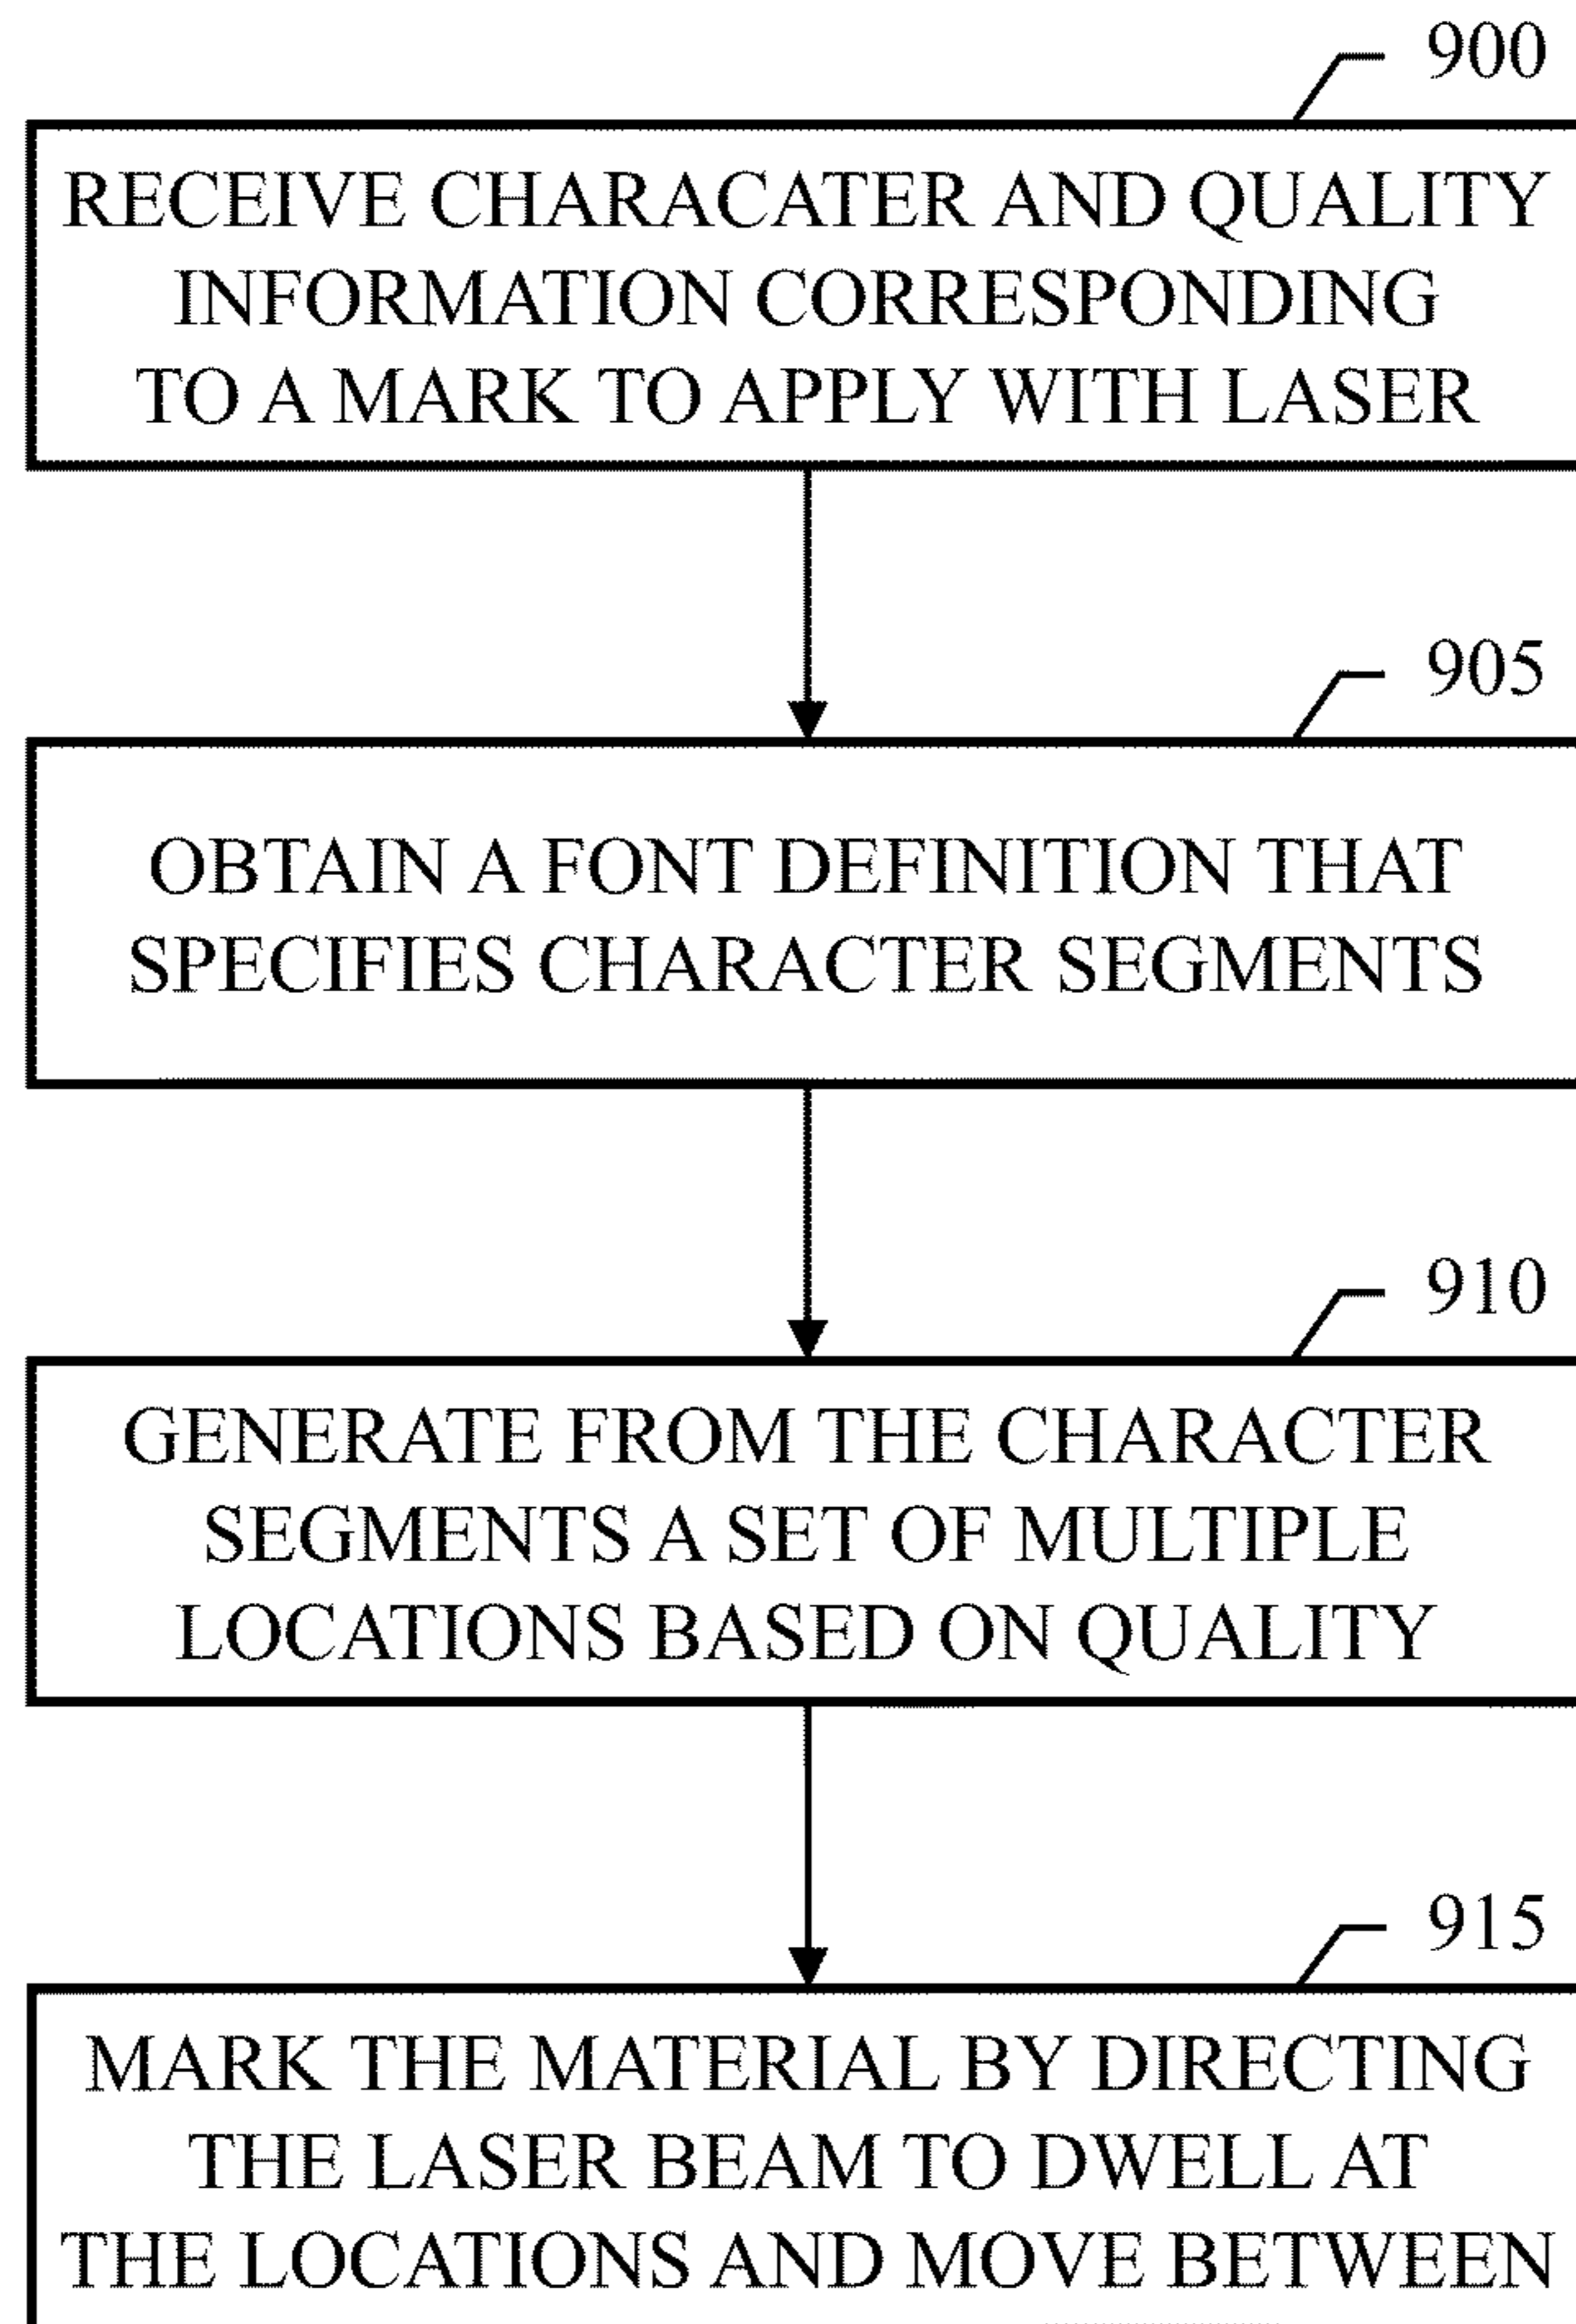 900
RECEIVE CHARACATER AND QUALITY
INFORMATION CORRESPONDING
TO A MARK TO APPLY WITH LASER
905
OBTAIN A FONT DEFINITION THAT
SPECIFIES CHARACTER SEGMENTS
910
GENERATE FROM THE CHARACTER
SEGMENTS A SET OF MULTIPLE
LOCATIONS BASED ON QUALITY
915
MARK THE MATERIAL BY DIRECTING
THE LASER BEAM TO DWELL AT
THE LOCATIONS AND MOVE BETWEEN